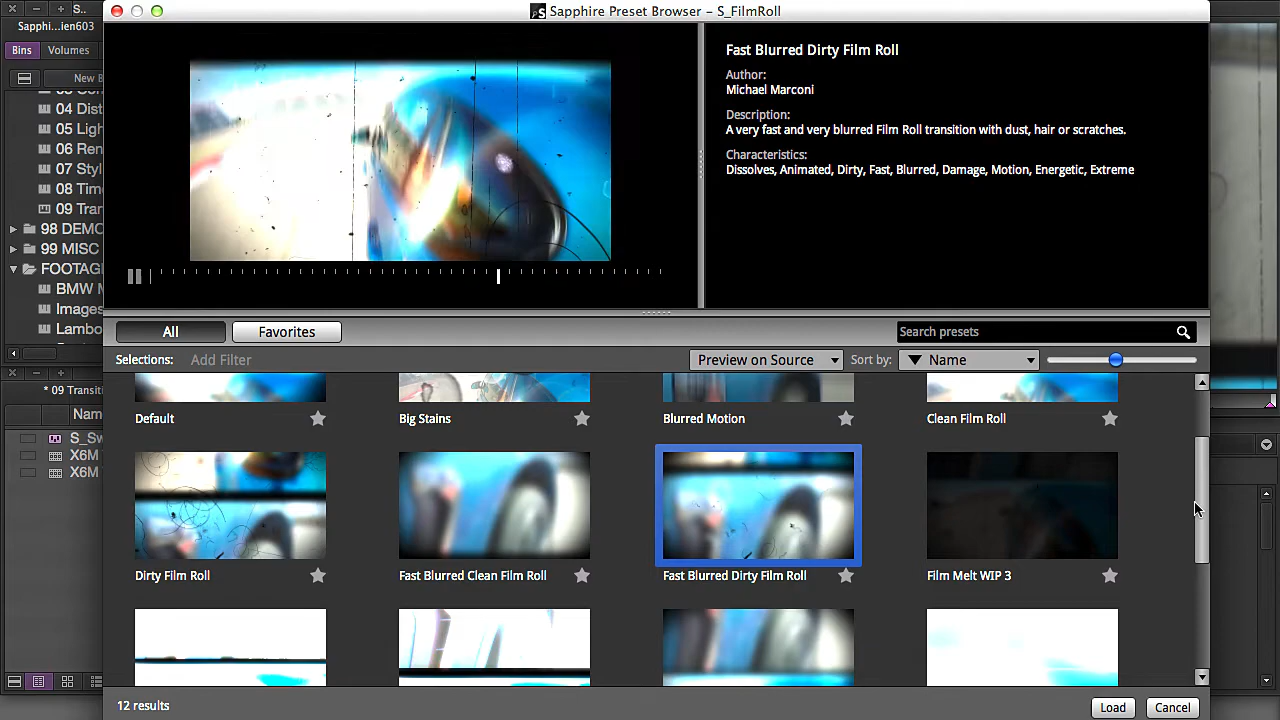 S..
Sapphire Preset Browser – S_FilmRoll
Sapphi...ien603
Bins
Volumes
New B
04 Dist
05 Ligh
06 Ren
07 Styl
08 Time
09 Tran
98 DEMO
99 MISC
FOOTAG
BMW M
Images
Lambo
* 09 Transiti
Name
S_Sw
X6M
X6M
Fast Blurred Dirty Film Roll
Author:
Michael Marconi
Description:
A very fast and very blurred Film Roll transition with dust, hair or scratches.
Characteristics:
Dissolves, Animated, Dirty, Fast, Blurred, Damage, Motion, Energetic, Extreme
All
Favorites
Search presets
Selections:
Add Filter
Preview on Source
Sort by:
Name
Default
Big Stains
Blurred Motion
Clean Film Roll
Dirty Film Roll
Fast Blurred Clean Film Roll
Fast Blurred Dirty Film Roll
Film Melt WIP 3
12 results
Load
Cancel